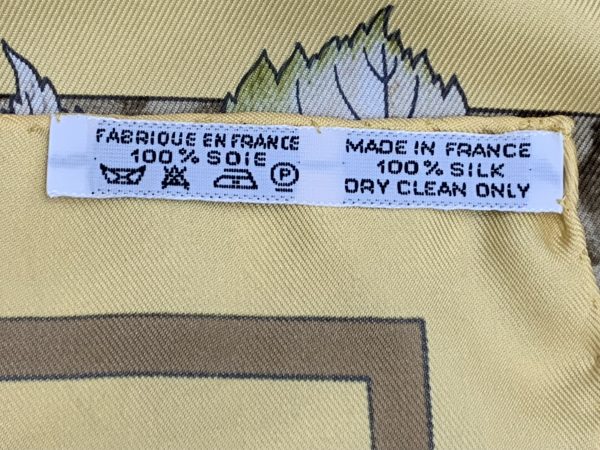 FABRIQUE EN FRANCE
100% SOIE
P
MADE IN FRANCE
100% SILK
DRY CLEAN ONLY